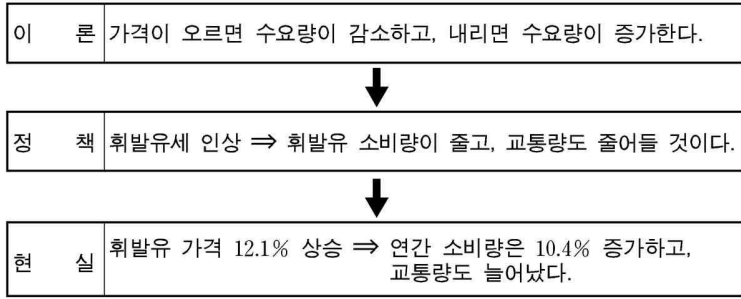 이 론 가격이 오르면 수요량이 감소하고, 내리면 수요량이 증가한다.
정 책 휘발유세 인상 ⇒ 휘발유 소비량이 줄고, 교통량도 줄어들 것이다.
현 실 휘발유 가격 12.1% 상승 ⇒ 연간 소비량은 10.4% 증가하고,
교통량도 늘어났다.